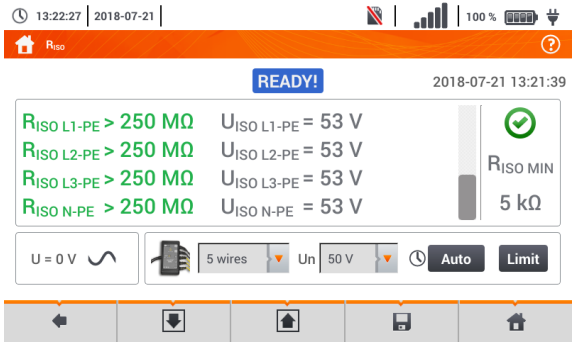 13:22:27 2018-07-21 100 %
RISO ?
READY! 2018-07-21 13:21:39
RISO L1-PE > 250 MΩ UISO L1-PE = 53 V
RISO L2-PE > 250 MΩ UISO L2-PE = 53 V
RISO L3-PE > 250 MΩ UISO L3-PE = 53 V
RISO N-PE > 250 MΩ UISO N-PE = 53 V
RISO MIN
5 kΩ
U = 0 V 5 wires Un 50 V Auto Limit